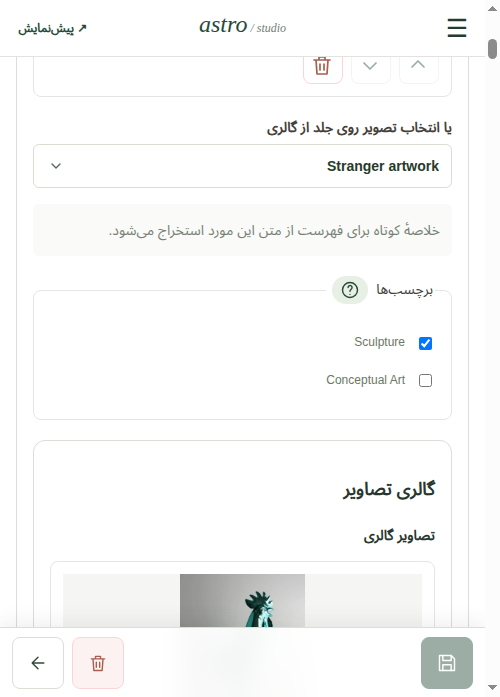 پیش‌نمایش ↗
astro / studio
یا انتخاب تصویر روی جلد از گالری
Stranger artwork
خلاصهٔ کوتاه برای فهرست از متن این مورد استخراج می‌شود.
برچسب‌ها
Sculpture
Conceptual Art
گالری تصاویر
تصاویر گالری